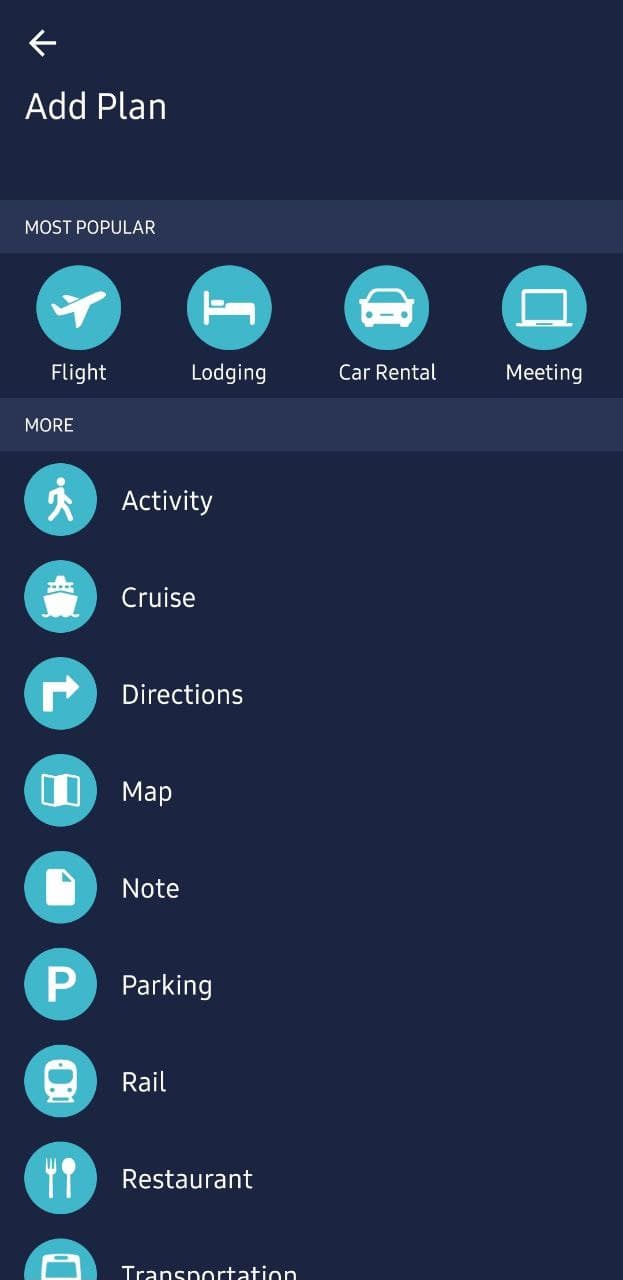 Add Plan
MOST POPULAR
Flight Lodging Car Rental Meeting
MORE
Activity
Cruise
Directions
Map
Note
P Parking
Rail
Restaurant
Transportation